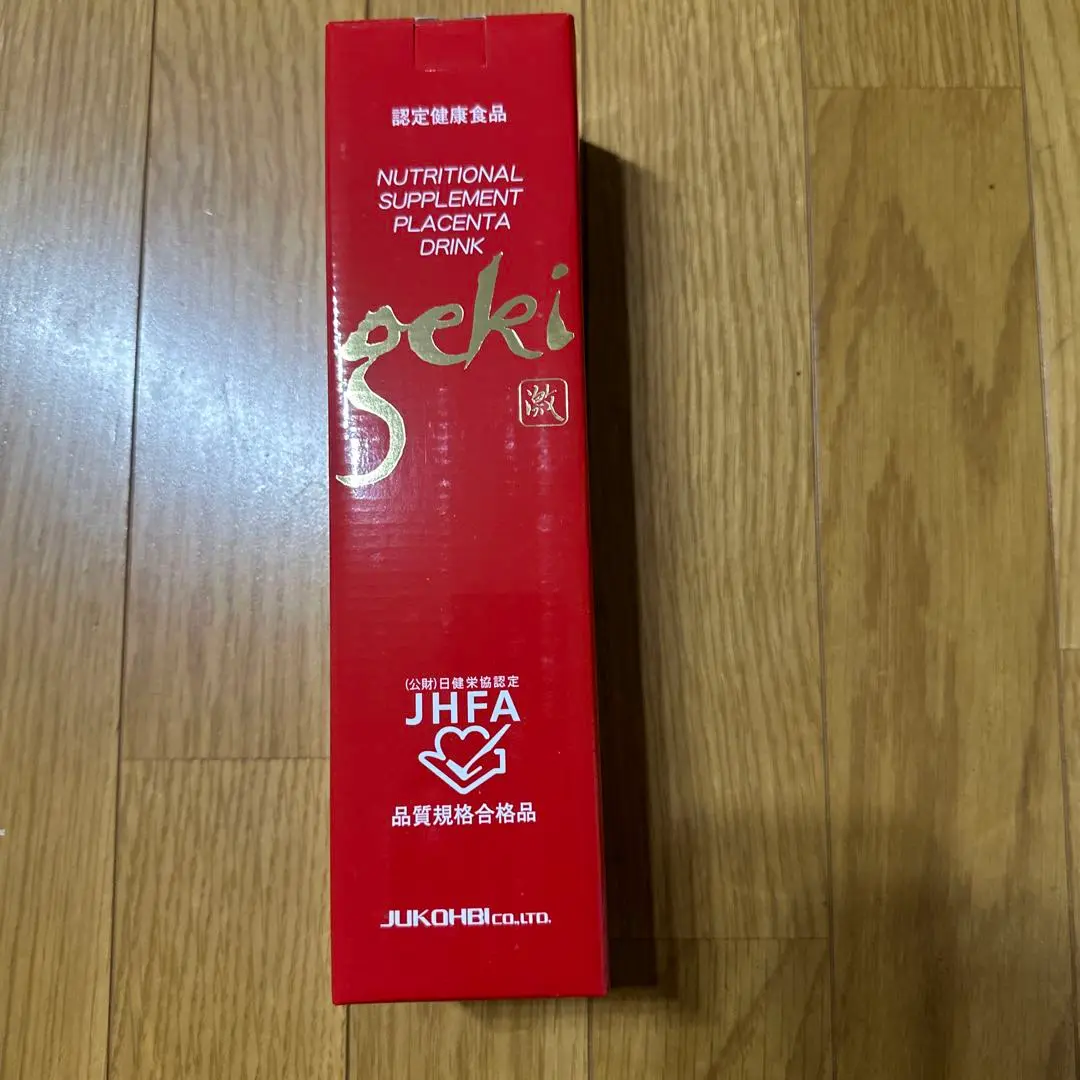 認定健康食品
NUTRITIONAL
SUPPLEMENT
PLACENTA
DRINK
geki
激
(公財)日健栄協認定
JHFA
品質規格合格品
JUKOHBI CO.,LTD.